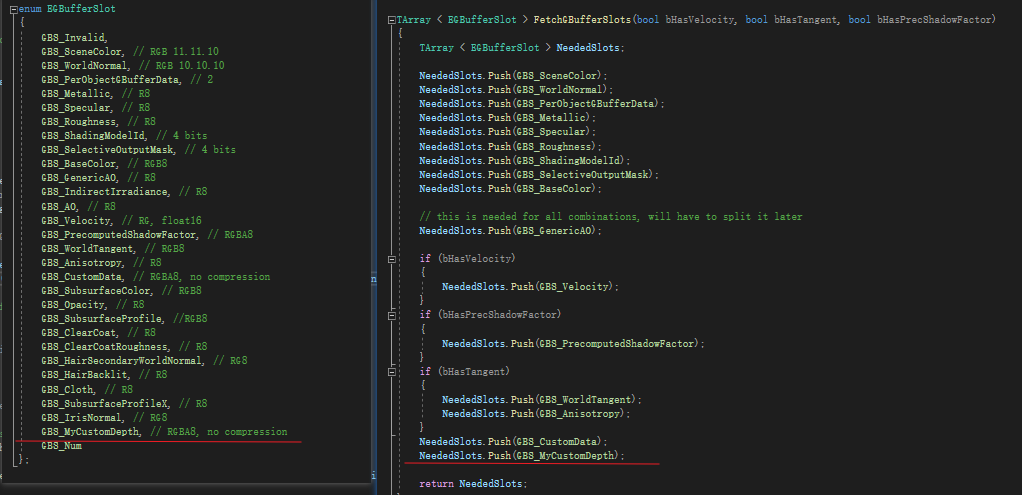 enum EGBufferSlot
{
GBS_Invalid,
GBS_SceneColor, // RGB 11.11.10
GBS_WorldNormal, // RGB 10.10.10
GBS_PerObjectGBufferData, // 2
GBS_Metallic, // R8
GBS_Specular, // R8
GBS_Roughness, // R8
GBS_ShadingModelId, // 4 bits
GBS_SelectiveOutputMask, // 4 bits
GBS_BaseColor, // RGB8
GBS_GenericAO, // R8
GBS_IndirectIrradiance, // R8
GBS_AO, // R8
GBS_Velocity, // RG, float16
GBS_PrecomputedShadowFactor, // RGBA8
GBS_WorldTangent, // RGB8
GBS_Anisotropy, // R8
GBS_CustomData, // RGBA8, no compression
GBS_SubsurfaceColor, // RGB8
GBS_Opacity, // R8
GBS_SubsurfaceProfile, //RGB8
GBS_ClearCoat, // R8
GBS_ClearCoatRoughness, // R8
GBS_HairSecondaryWorldNormal, // RG8
GBS_HairBacklit, // R8
GBS_Cloth, // R8
GBS_SubsurfaceProfileX, // R8
GBS_IrisNormal, // RG8
GBS_MyCustomDepth, // RGBA8, no compression
GBS_Num
};
TArray < EGBufferSlot > FetchGBufferSlots(bool bHasVelocity, bool bHasTangent, bool bHasPrecShadowFactor)
{
TArray < EGBufferSlot > NeededSlots;
NeededSlots.Push(GBS_SceneColor);
NeededSlots.Push(GBS_WorldNormal);
NeededSlots.Push(GBS_PerObjectGBufferData);
NeededSlots.Push(GBS_Metallic);
NeededSlots.Push(GBS_Specular);
NeededSlots.Push(GBS_Roughness);
NeededSlots.Push(GBS_ShadingModelId);
NeededSlots.Push(GBS_SelectiveOutputMask);
NeededSlots.Push(GBS_BaseColor);
// this is needed for all combinations, will have to split it later
NeededSlots.Push(GBS_GenericAO);
if (bHasVelocity)
{
NeededSlots.Push(GBS_Velocity);
}
if (bHasPrecShadowFactor)
{
NeededSlots.Push(GBS_PrecomputedShadowFactor);
}
if (bHasTangent)
{
NeededSlots.Push(GBS_WorldTangent);
NeededSlots.Push(GBS_Anisotropy);
}
NeededSlots.Push(GBS_CustomData);
NeededSlots.Push(GBS_MyCustomDepth);
return NeededSlots;